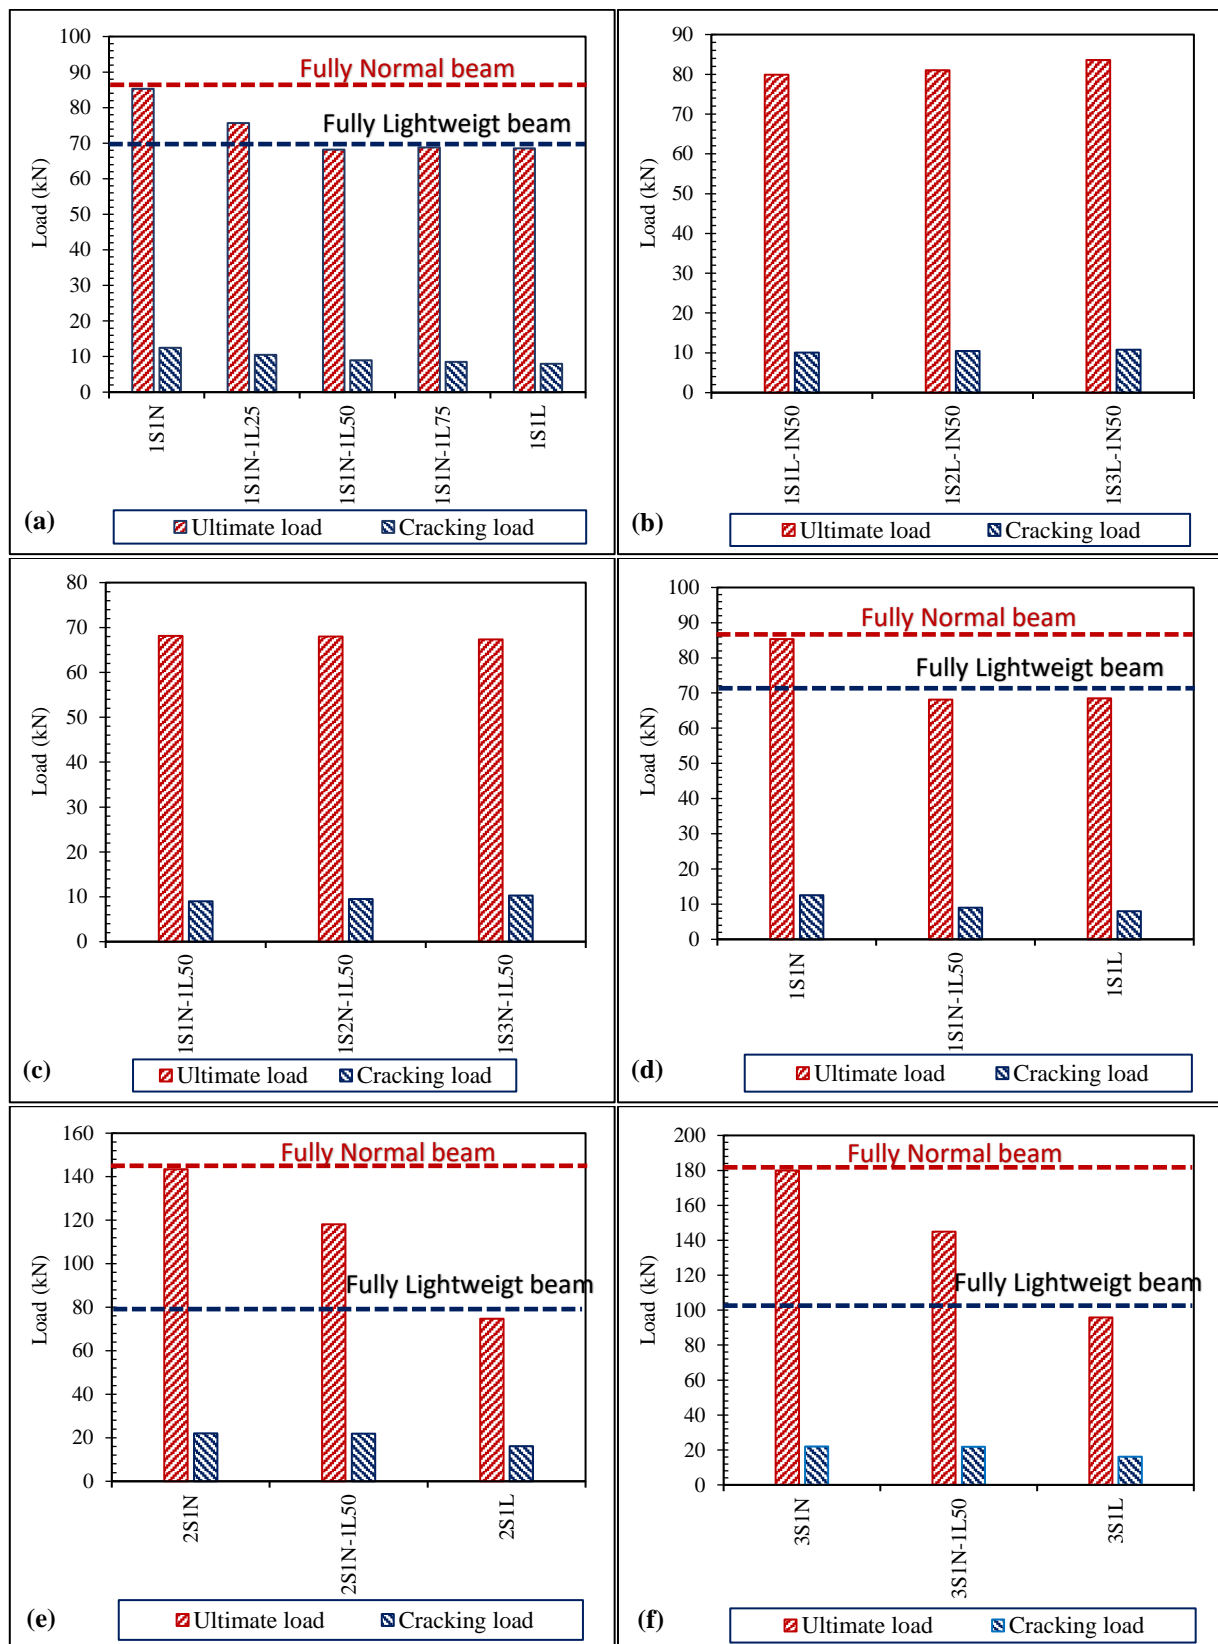 100
90
80
70
60
50
40
30
20
10
0
Load (kN)
Fully Normal beam
Fully Lightweigt beam
1S1N
1S1N-1L25
1S1N-1L50
1S1N-1L75
1S1L
(a)
Ultimate load Cracking load
90
80
70
60
50
40
30
20
10
0
Load (kN)
1S1L-1N50
1S2L-1N50
1S3L-1N50
(b)
Ultimate load Cracking load
80
70
60
50
40
30
20
10
0
Load (kN)
1S1N-1L50
1S2N-1L50
1S3N-1L50
(c)
Ultimate load Cracking load
100
90
80
70
60
50
40
30
20
10
0
Load (kN)
Fully Normal beam
Fully Lightweigt beam
1S1N
1S1N-1L50
1S1L
(d)
Ultimate load Cracking load
160
140
120
100
80
60
40
20
0
Load (kN)
Fully Normal beam
Fully Lightweigt beam
2S1N
2S1N-1L50
2S1L
(e)
Ultimate load Cracking load
200
180
160
140
120
100
80
60
40
20
0
Load (kN)
Fully Normal beam
Fully Lightweigt beam
3S1N
3S1N-1L50
3S1L
(f)
Ultimate load Cracking load